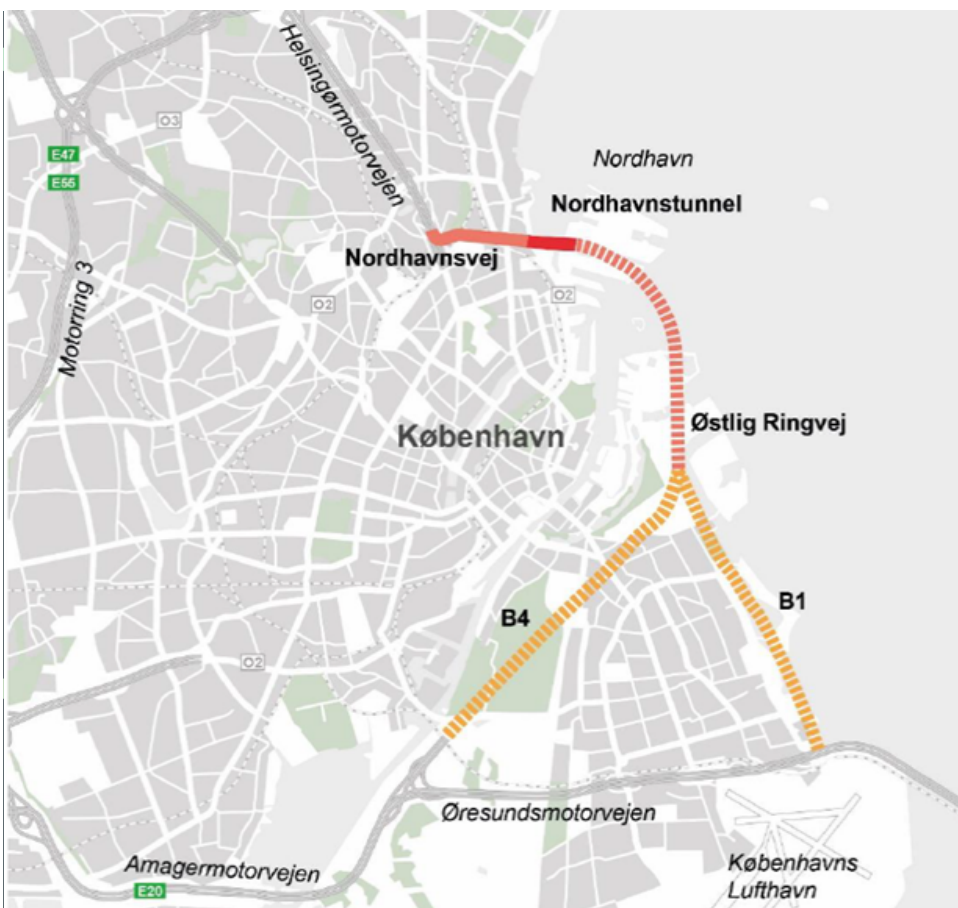 Helsingørmotorvejen
O3
E47
E55
Nordhavn
Nordhavnstunnel
Nordhavnsvej
O2
O2
Motorring 3
Østlig Ringvej
København
B1
B4
O2
Øresundsmotorvejen
Amagermotorvejen
E20
Københavns
Lufthavn